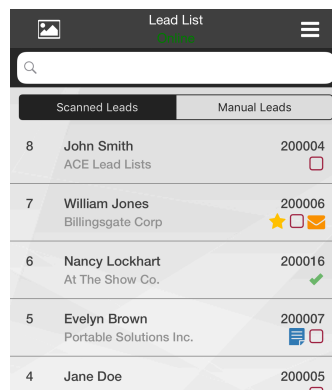 Lead List
Online
Scanned Leads Manual Leads
8 John Smith 200004
ACE Lead Lists
7 William Jones 200006
Billingsgate Corp
6 Nancy Lockhart 200016
At The Show Co.
5 Evelyn Brown 200007
Portable Solutions Inc.
4 Jane Doe 200005